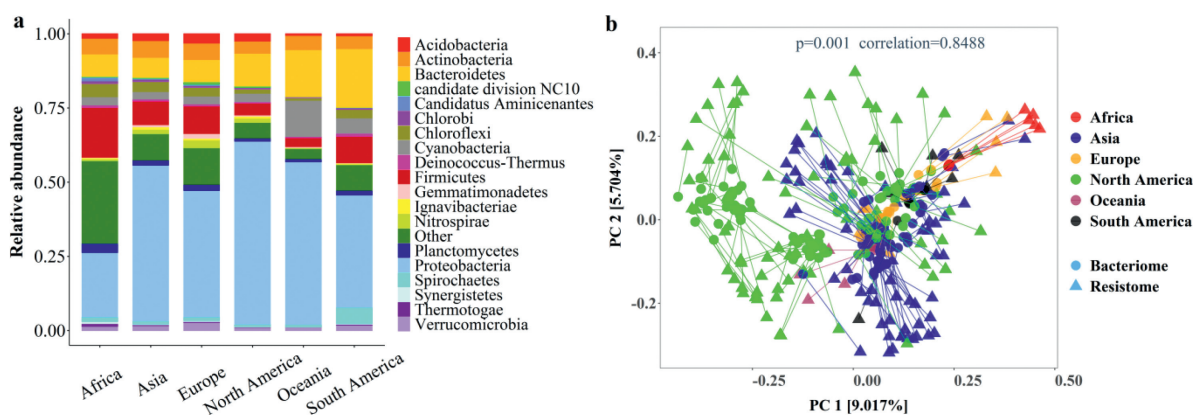 a
Relative abundance
1.00
0.75
0.50
0.25
0.00
Africa
Asia
Europe
North America
Oceania
South America
Acidobacteria
Actinobacteria
Bacteroidetes
candidate division NC10
Candidatus Aminicenantes
Chlorobi
Chloroflexi
Cyanobacteria
Deinococcus-Thermus
Firmicutes
Gemmatimonadetes
Ignavibacteriae
Nitrospirae
Other
Planctomycetes
Proteobacteria
Spirochaetes
Synergistetes
Thermotogae
Verrucomicrobia
b
p=0.001 correlation=0.8488
PC 2 [5.704%]
0.4
0.2
0.0
-0.2
-0.25
0.00
0.25
0.50
PC 1 [9.017%]
Africa
Asia
Europe
North America
Oceania
South America
Bacteriome
Resistome